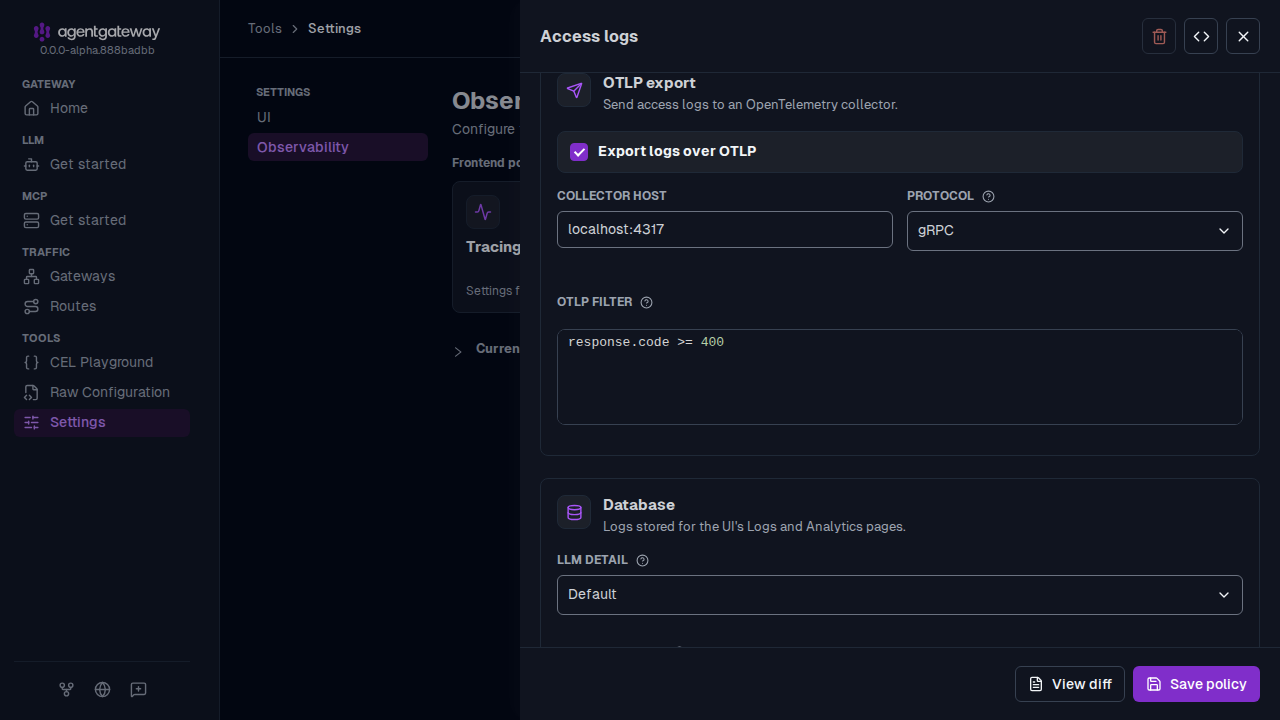 agentgateway
0.0.0-alpha.888badbb
GATEWAY
Home
LLM
Get started
MCP
Get started
TRAFFIC
Gateways
Routes
TOOLS
CEL Playground
Raw Configuration
Settings
Tools > Settings
SETTINGS
UI
Observability
Obser
Configure
Frontend po
Tracing
Settings f
Curren
Access logs
OTLP export
Send access logs to an OpenTelemetry collector.
Export logs over OTLP
COLLECTOR HOST
localhost:4317
PROTOCOL
gRPC
OTLP FILTER
response.code >= 400
Database
Logs stored for the UI's Logs and Analytics pages.
LLM DETAIL
Default
View diff
Save policy